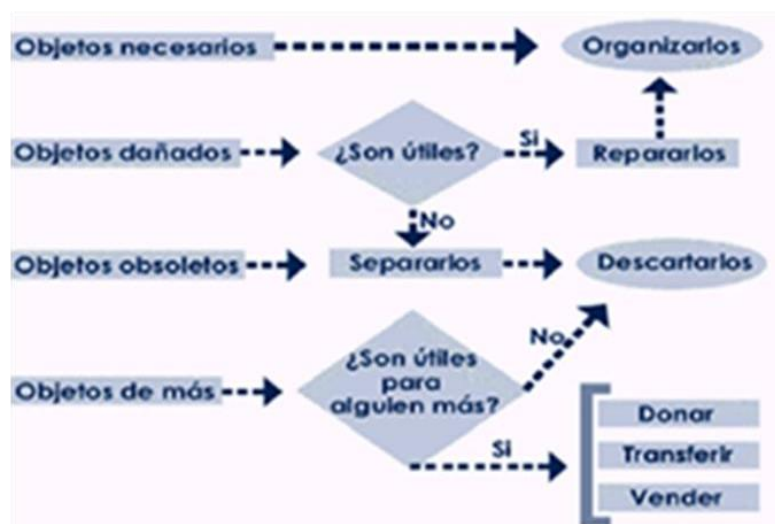 Objetos necesarios
Organizarlos
Objetos dañados
¿Son útiles?
Si
Repararlos
No
Objetos obsoletos
Separarlos
Descartarlos
Objetos de más
¿Son útiles
para
alguien más?
No
Si
Donar
Transferir
Vender